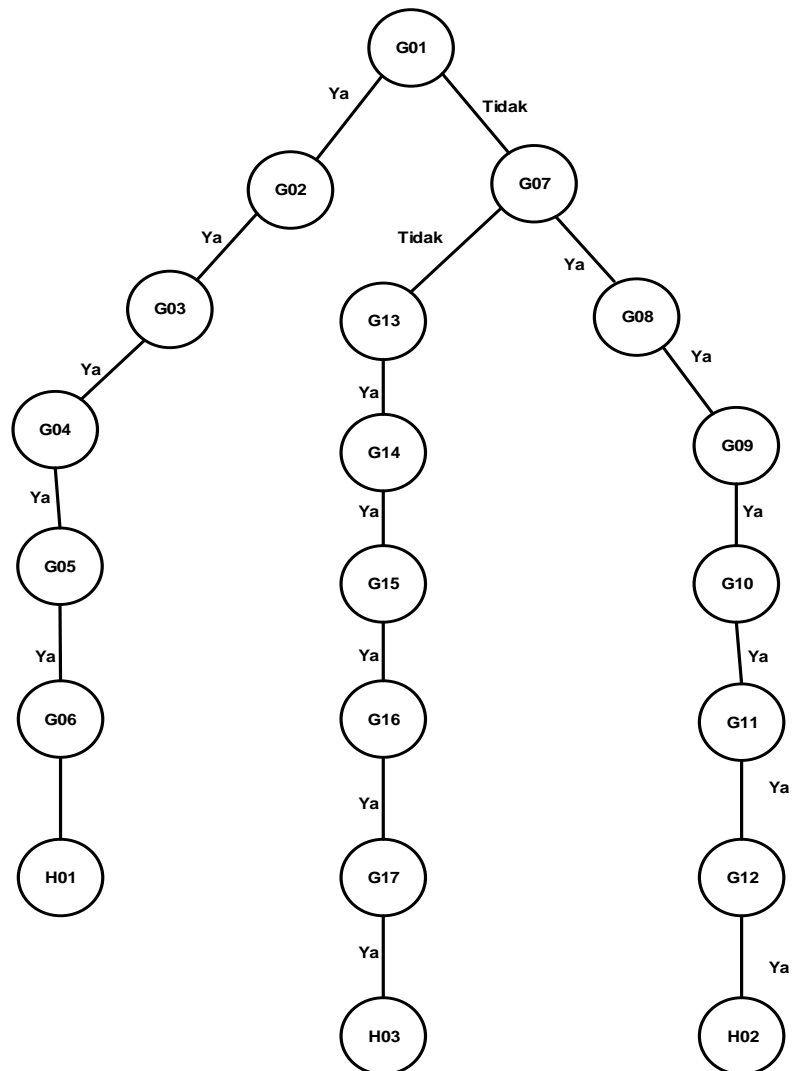 G01
Ya
Tidak
G02
G07
Ya
Tidak
Ya
G03
G13
G08
Ya
Ya
Ya
G04
G14
G09
Ya
Ya
Ya
G05
G15
G10
Ya
Ya
Ya
G06
G16
G11
Ya
Ya
H01
G17
G12
Ya
Ya
H03
H02